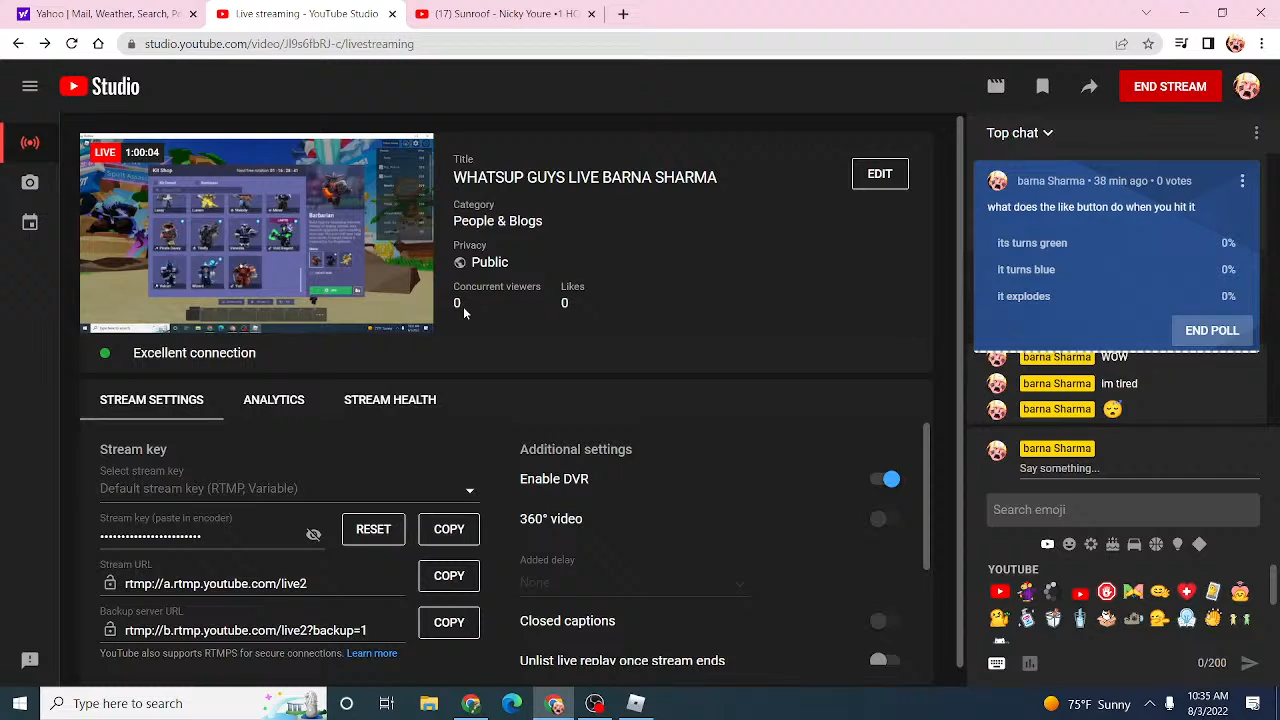 Yahoo | Mail, Weather, Search, Pe
Live streaming - YouTube Studio
(17) Sunroof - Nicky Youre •1 HO
studio.youtube.com/video/JI9s6fbRJ-c/livestreaming
Studio
END STREAM
LIVE 1:00:04
Kit Shop
Barbarian
Title
WHATSUP GUYS LIVE BARNA SHARMA
EDIT
Category
People & Blogs
Privacy
Public
Concurrent viewers
Likes
0
0
Excellent connection
STREAM SETTINGS
ANALYTICS
STREAM HEALTH
Stream key
Select stream key
Default stream key (RTMP, Variable)
Stream key (paste in encoder)
RESET
COPY
Stream URL
rtmp://a.rtmp.youtube.com/live2
COPY
Backup server URL
rtmp://b.rtmp.youtube.com/live2?backup=1
COPY
YouTube also supports RTMPS for secure connections. Learn more
Additional settings
Enable DVR
360° video
Added delay
None
Closed captions
Unlist live replay once stream ends
Top chat
barna Sharma • 38 min ago • 0 votes
what does the like button do when you hit it
its turns green 0%
it turns blue 0%
it explodes 0%
END POLL
barna Sharma WOW
barna Sharma im tired
barna Sharma
barna Sharma
Say something...
Search emoji
YOUTUBE
0/200
Type here to search
75°F Sunny
10:35 AM
8/3/2022